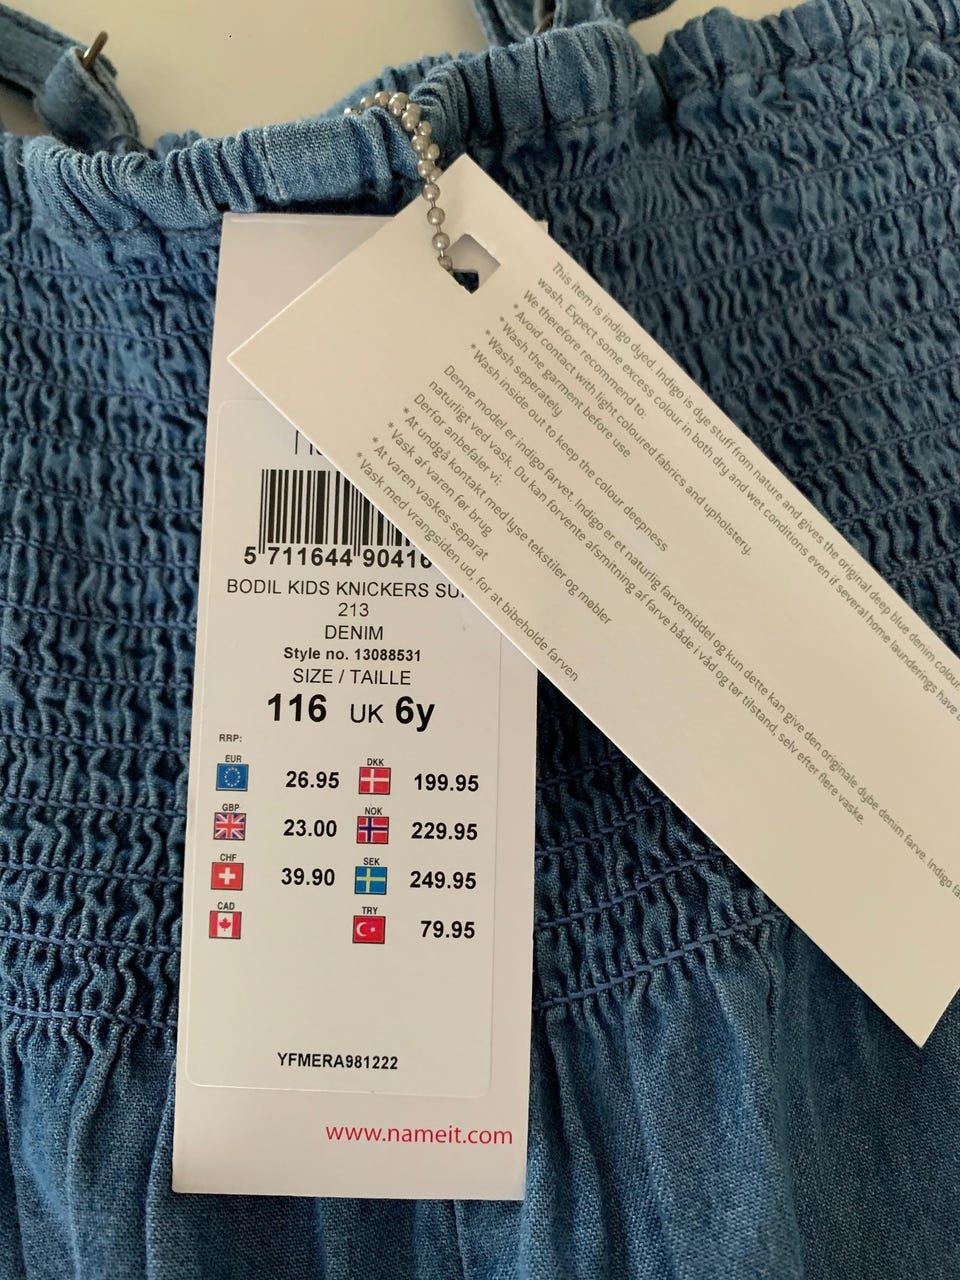 5 711644 90416
BODIL KIDS KNICKERS
213
DENIM
Style no. 13088531
SIZE / TAILLE
116 UK 6y
RRP:
EUR 26.95 DKK 199.95
GBP 23.00 NOK 229.95
CHF 39.90 SEK 249.95
CAD TRY 79.95
YFMERA981222
www.nameit.com
This item is indigo dyed. Indigo is dye stuff from nature and gives the original deep blue denim colour
wash. Expect some excess colour in both dry and wet conditions even if several home launderings have
We therefore recommend to:
* Avoid contact with light coloured fabrics and upholstery.
* Wash the garment before use
* Wash seperately
* Wash inside out to keep the colour deepness
Denne model er indigo farvet. Indigo er et naturlig farvemiddel og kun dette kan give den originale dybe denim farve. Indigo
naturligt ved vask. Du kan forvente afsmitning af farve både i våd og tør tilstand, selv efter flere vaske.
Derfor anbefaler vi:
* At undgå kontakt med lyse tekstiler og møbler
* Vask af varen før brug
* At varen vaskes separat
* Vask med vrangsiden ud, for at bibeholde farven